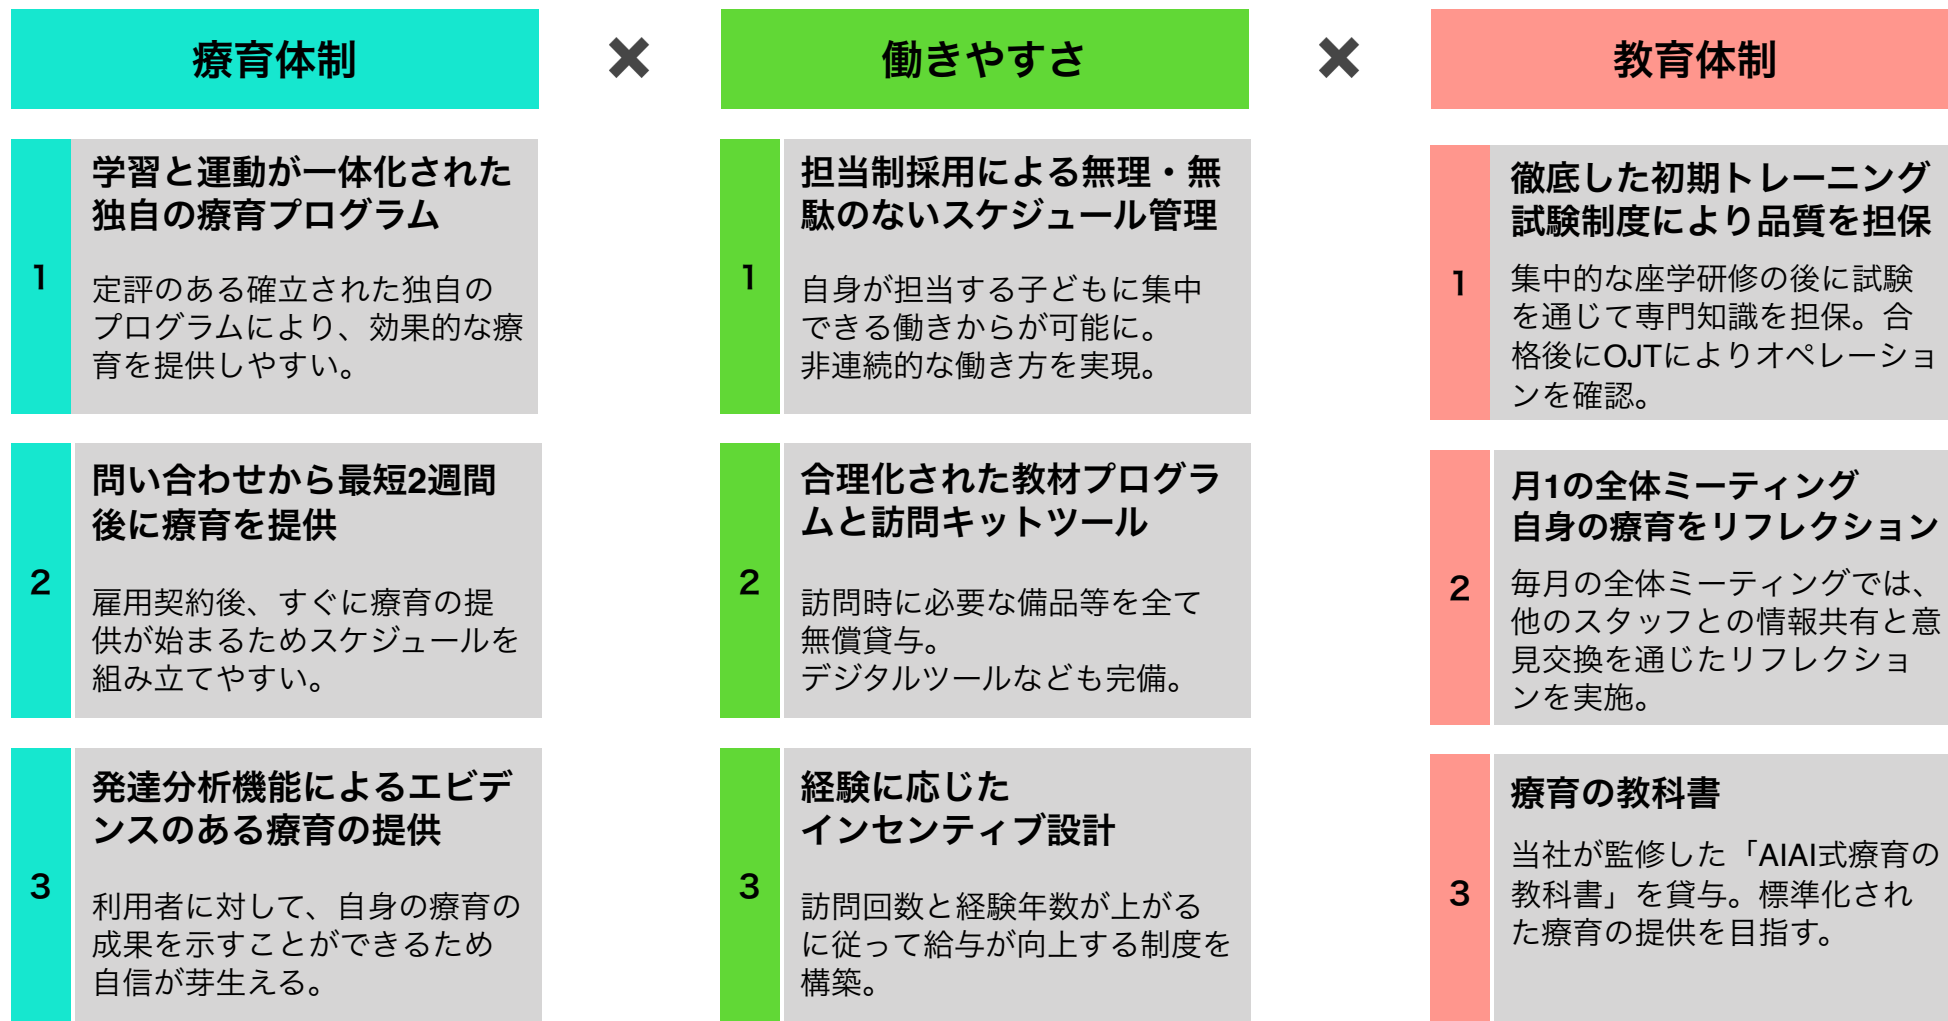 療育体制
×
働きやすさ
×
教育体制
1
学習と運動が一体化された
独自の療育プログラム
定評のある確立された独自の
プログラムにより、効果的な療
育を提供しやすい。
2
問い合わせから最短2週間
後に療育を提供
雇用契約後、すぐに療育の提
供が始まるためスケジュールを
組み立てやすい。
3
発達分析機能によるエビデ
ンスのある療育の提供
利用者に対して、自身の療育の
成果を示すことができるため
自信が芽生える。
1
担当制採用による無理・無
駄のないスケジュール管理
自身が担当する子どもに集中
できる働きからが可能に。
非連続的な働き方を実現。
2
合理化された教材プログラ
ムと訪問キットツール
訪問時に必要な備品等を全て
無償貸与。
デジタルツールなども完備。
3
経験に応じた
インセンティブ設計
訪問回数と経験年数が上がる
に従って給与が向上する制度を
構築。
1
徹底した初期トレーニング
試験制度により品質を担保
集中的な座学研修の後に試験
を通じて専門知識を担保。合
格後にOJTによりオペレーショ
ンを確認。
2
月1の全体ミーティング
自身の療育をリフレクション
毎月の全体ミーティングでは、
他のスタッフとの情報共有と意
見交換を通じたリフレクショ
ンを実施。
3
療育の教科書
当社が監修した「AIAI式療育の
教科書」を貸与。標準化され
た療育の提供を目指す。